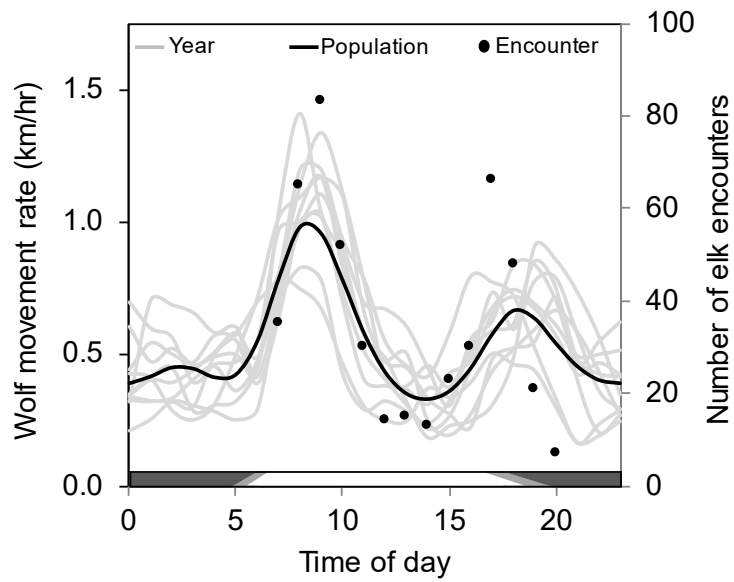 Year Population Encounter
Wolf movement rate (km/hr)
1.5
1.0
0.5
0.0
100
80
60
40
20
0
Number of elk encounters
0 5 10 15 20
Time of day